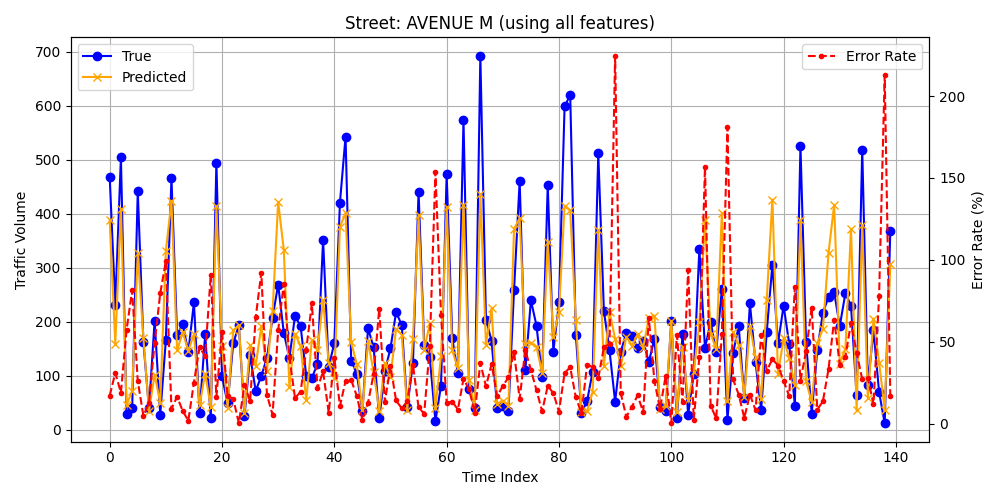 Street: AVENUE M (using all features)
True
Predicted
Error Rate
700
600
500
400
300
200
100
0
Traffic Volume
200
150
100
50
0
Error Rate (%)
0 20 40 60 80 100 120 140
Time Index